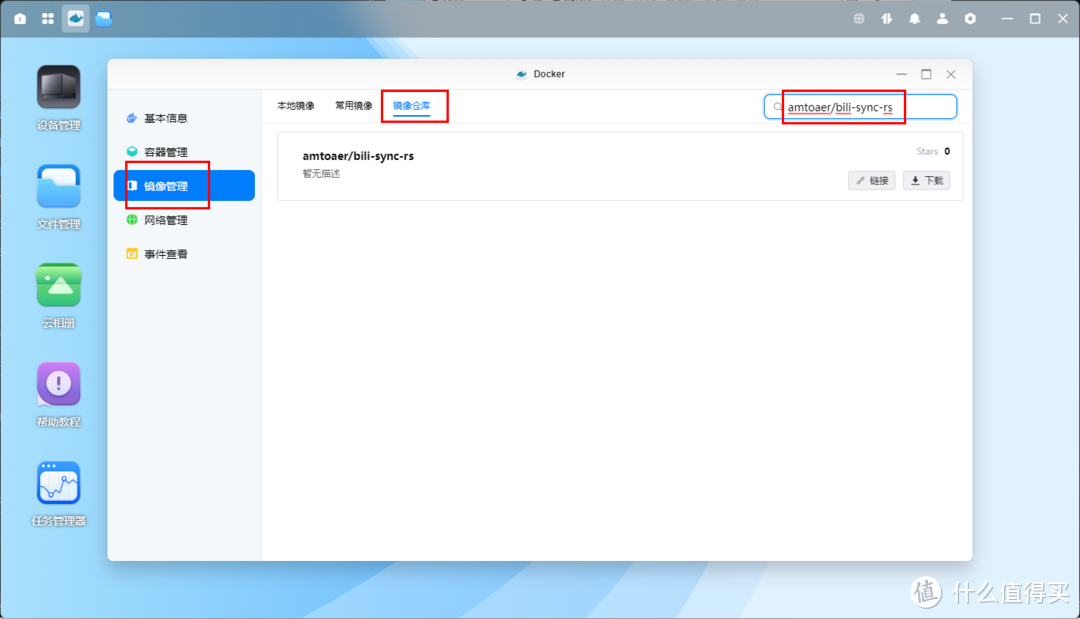 Docker
设备管理
文件管理
云相册
帮助教程
任务管理器
基本信息
容器管理
镜像管理
网络管理
事件查看
本地镜像 常用镜像 镜像仓库
amtoaer/bili-sync-rs
amtoaer/bili-sync-rs
Stars 0
暂无描述
链接 下载
值 什么值得买